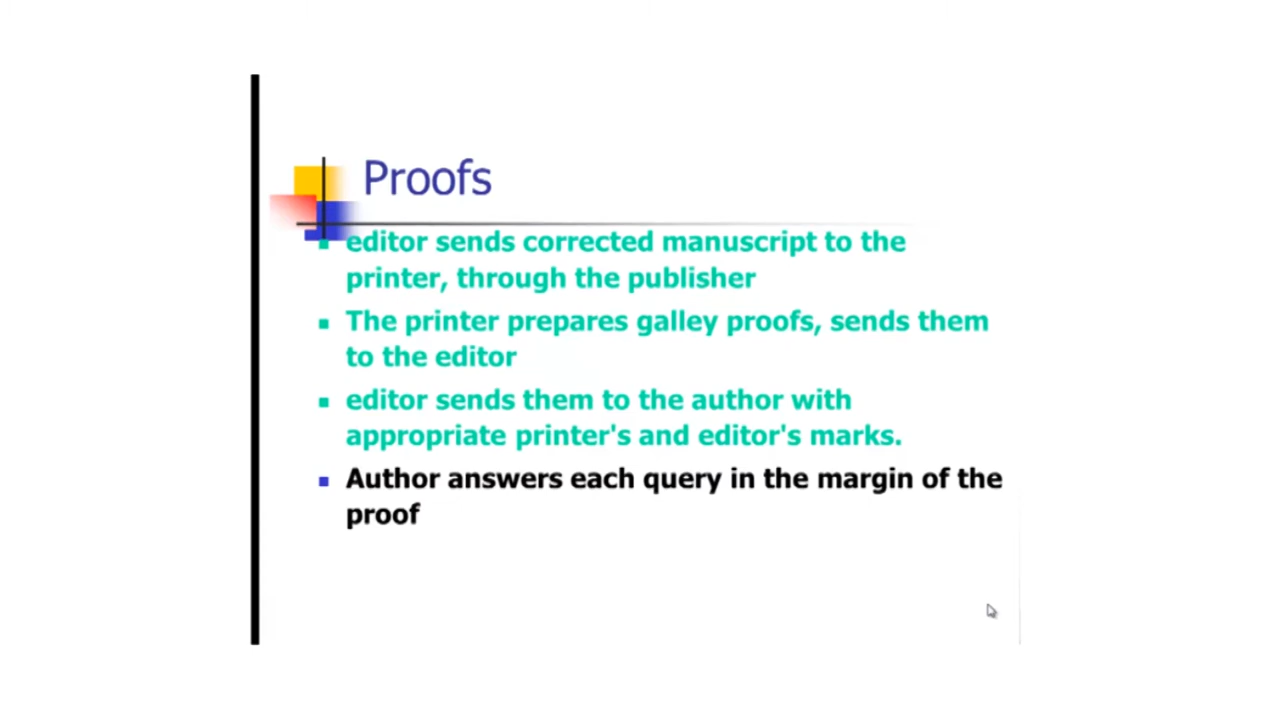 Proofs
editor sends corrected manuscript to the
printer, through the publisher
The printer prepares galley proofs, sends them
to the editor
editor sends them to the author with
appropriate printer's and editor's marks.
Author answers each query in the margin of the
proof